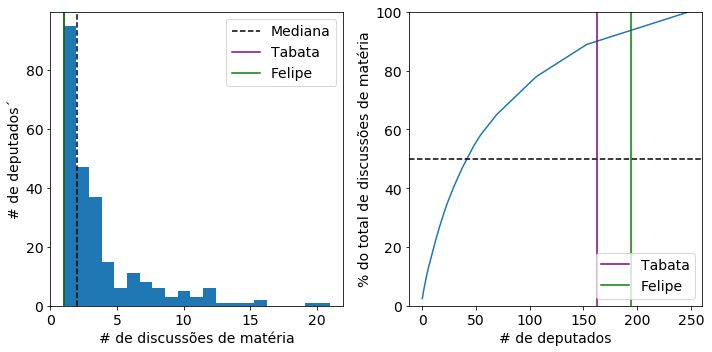 # de deputados´
80
60
40
20
0
0
5
10
15
20
# de discussões de matéria
Mediana
Tabata
Felipe
% do total de discussões de matéria
100
80
60
40
20
0
0
50
100
150
200
250
# de deputados
Tabata
Felipe